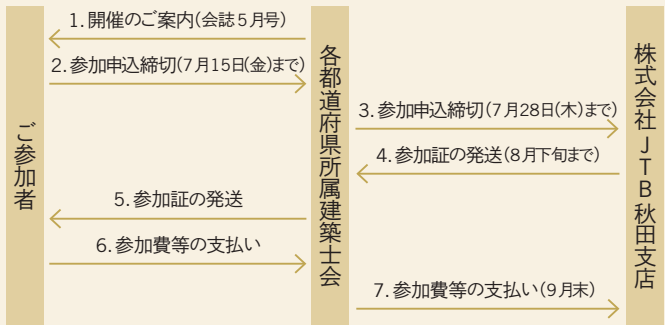 1.開催のご案内(会誌5月号)
2.参加申込締切(7月15日(金)まで)
3.参加申込締切(7月28日(木)まで)
4.参加証の発送(8月下旬まで)
5.参加証の発送
6.参加費等の支払い
7.参加費等の支払い(9月末)
ご参加者
各都道府県所属建築士会
株式会社JTB秋田支店